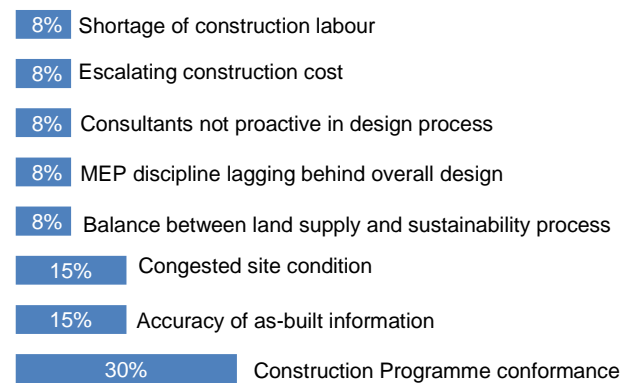 8% Shortage of construction labour
8% Escalating construction cost
8% Consultants not proactive in design process
8% MEP discipline lagging behind overall design
8% Balance between land supply and sustainability process
15% Congested site condition
15% Accuracy of as-built information
30% Construction Programme conformance